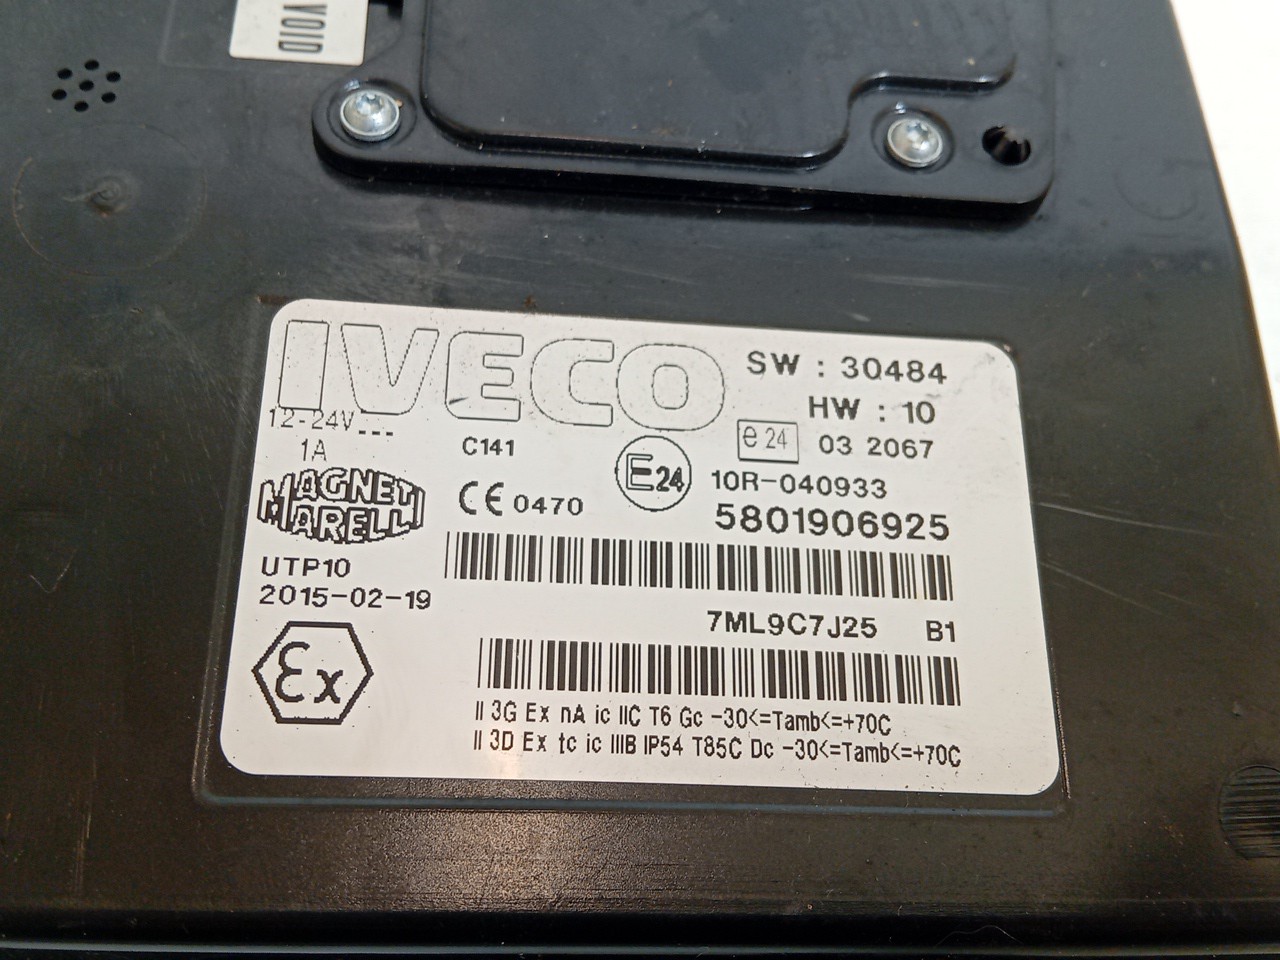 VOID
IVECO
SW : 30484
HW : 10
12-24V
1A
C141
e24
03 2067
MAGNETI
MARELLI
CE 0470
E24
10R-040933
5801906925
UTP10
2015-02-19
7ML9C7J25 B1
Ex
II 3G Ex nA ic IIC T6 Gc -30<=Tamb<=+70C
II 3D Ex tc ic IIIB IP54 T85C Dc -30<=Tamb<=+70C